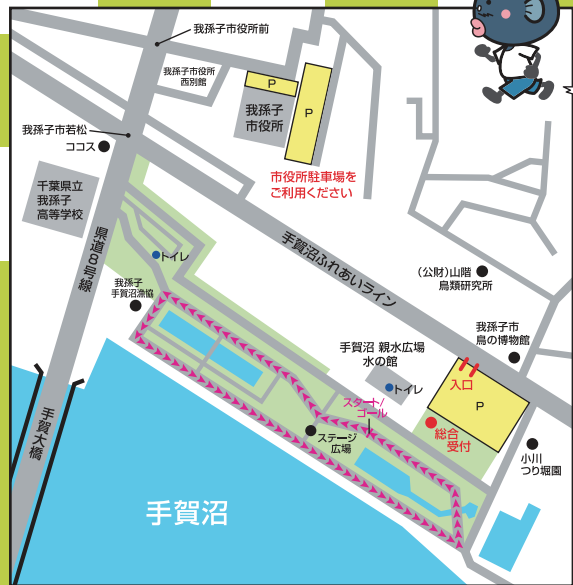 我孫子市役所前
我孫子市役所
西別館
P
P
我孫子
市役所
我孫子市若松
ココス
市役所駐車場を
ご利用ください
千葉県立
我孫子
高等学校
県道8号線
手賀沼ふれあいライン
トイレ
(公財)山階
鳥類研究所
我孫子
手賀沼漁協
我孫子市
鳥の博物館
手賀沼 親水広場
水の館
入口
トイレ
P
スタート/
ゴール
総合
受付
ステージ
広場
小川
つり堀園
手賀大橋
手賀沼